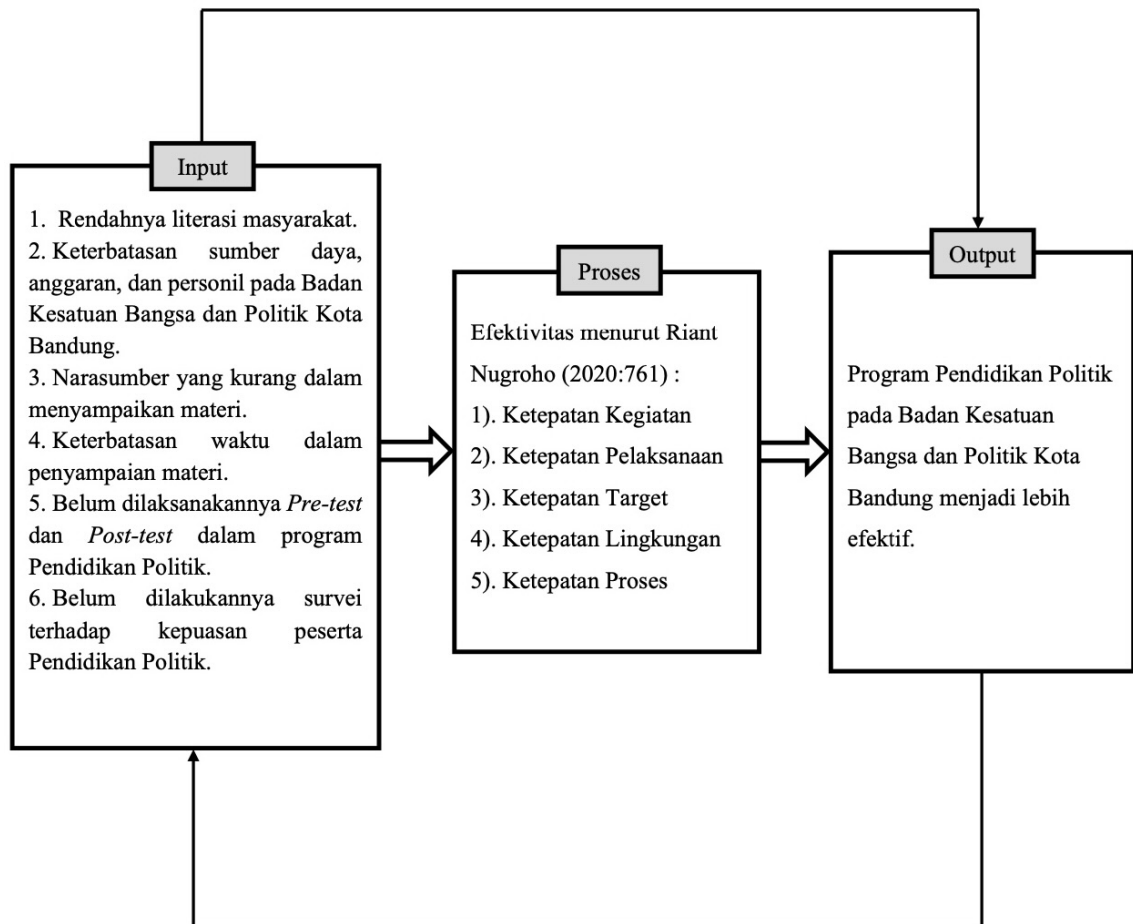 Input
1. Rendahnya literasi masyarakat.
2. Keterbatasan sumber daya,
anggaran, dan personil pada Badan
Kesatuan Bangsa dan Politik Kota
Bandung.
3. Narasumber yang kurang dalam
menyampaikan materi.
4. Keterbatasan waktu dalam
penyampaian materi.
5. Belum dilaksanakannya Pre-test
dan Post-test dalam program
Pendidikan Politik.
6. Belum dilakukannya survei
terhadap kepuasan peserta
Pendidikan Politik.
Proses
Efektivitas menurut Riant
Nugroho (2020:761) :
1). Ketepatan Kegiatan
2). Ketepatan Pelaksanaan
3). Ketepatan Target
4). Ketepatan Lingkungan
5). Ketepatan Proses
Output
Program Pendidikan Politik
pada Badan Kesatuan
Bangsa dan Politik Kota
Bandung menjadi lebih
efektif.